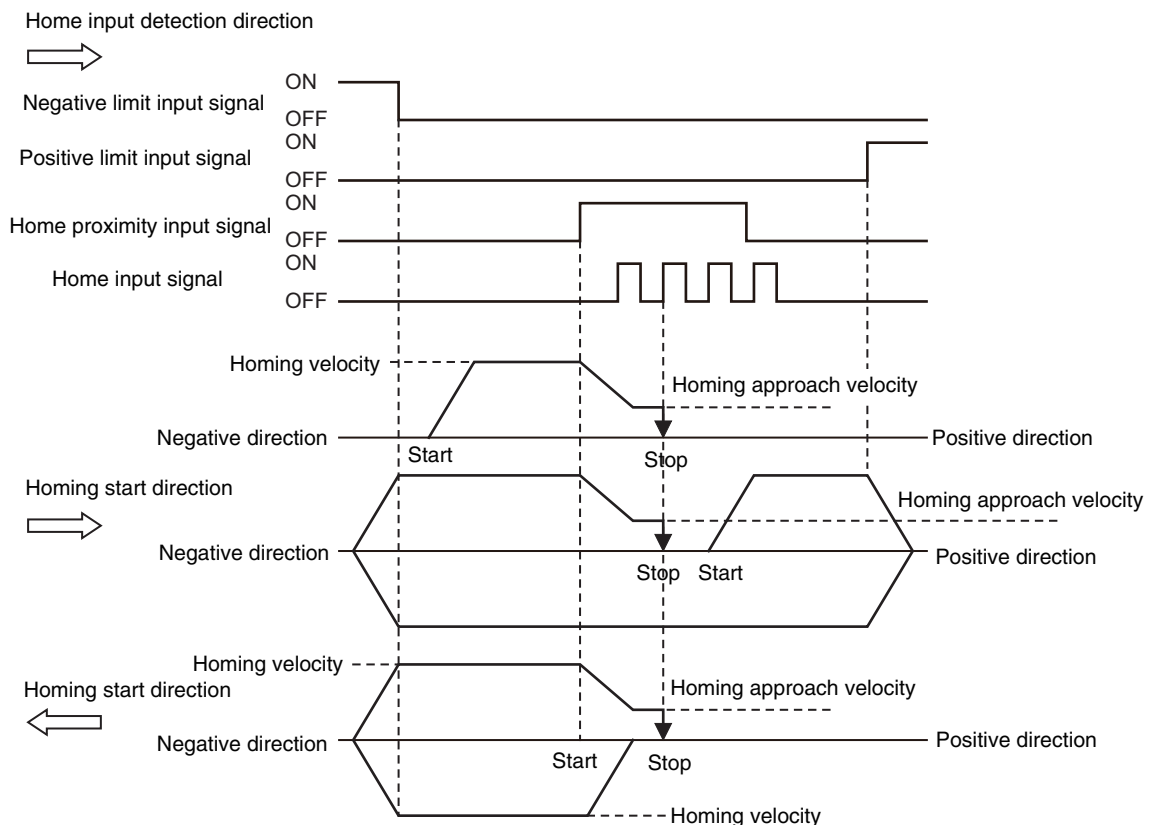 Home input detection direction
ON
Negative limit input signal
OFF
ON
Positive limit input signal
OFF
ON
Home proximity input signal
OFF
ON
Home input signal
OFF
Homing velocity
Homing approach velocity
Negative direction
Positive direction
Start
Stop
Homing start direction
Homing approach velocity
Negative direction
Positive direction
Stop
Start
Homing velocity
Homing start direction
Homing approach velocity
Negative direction
Positive direction
Start
Stop
Homing velocity